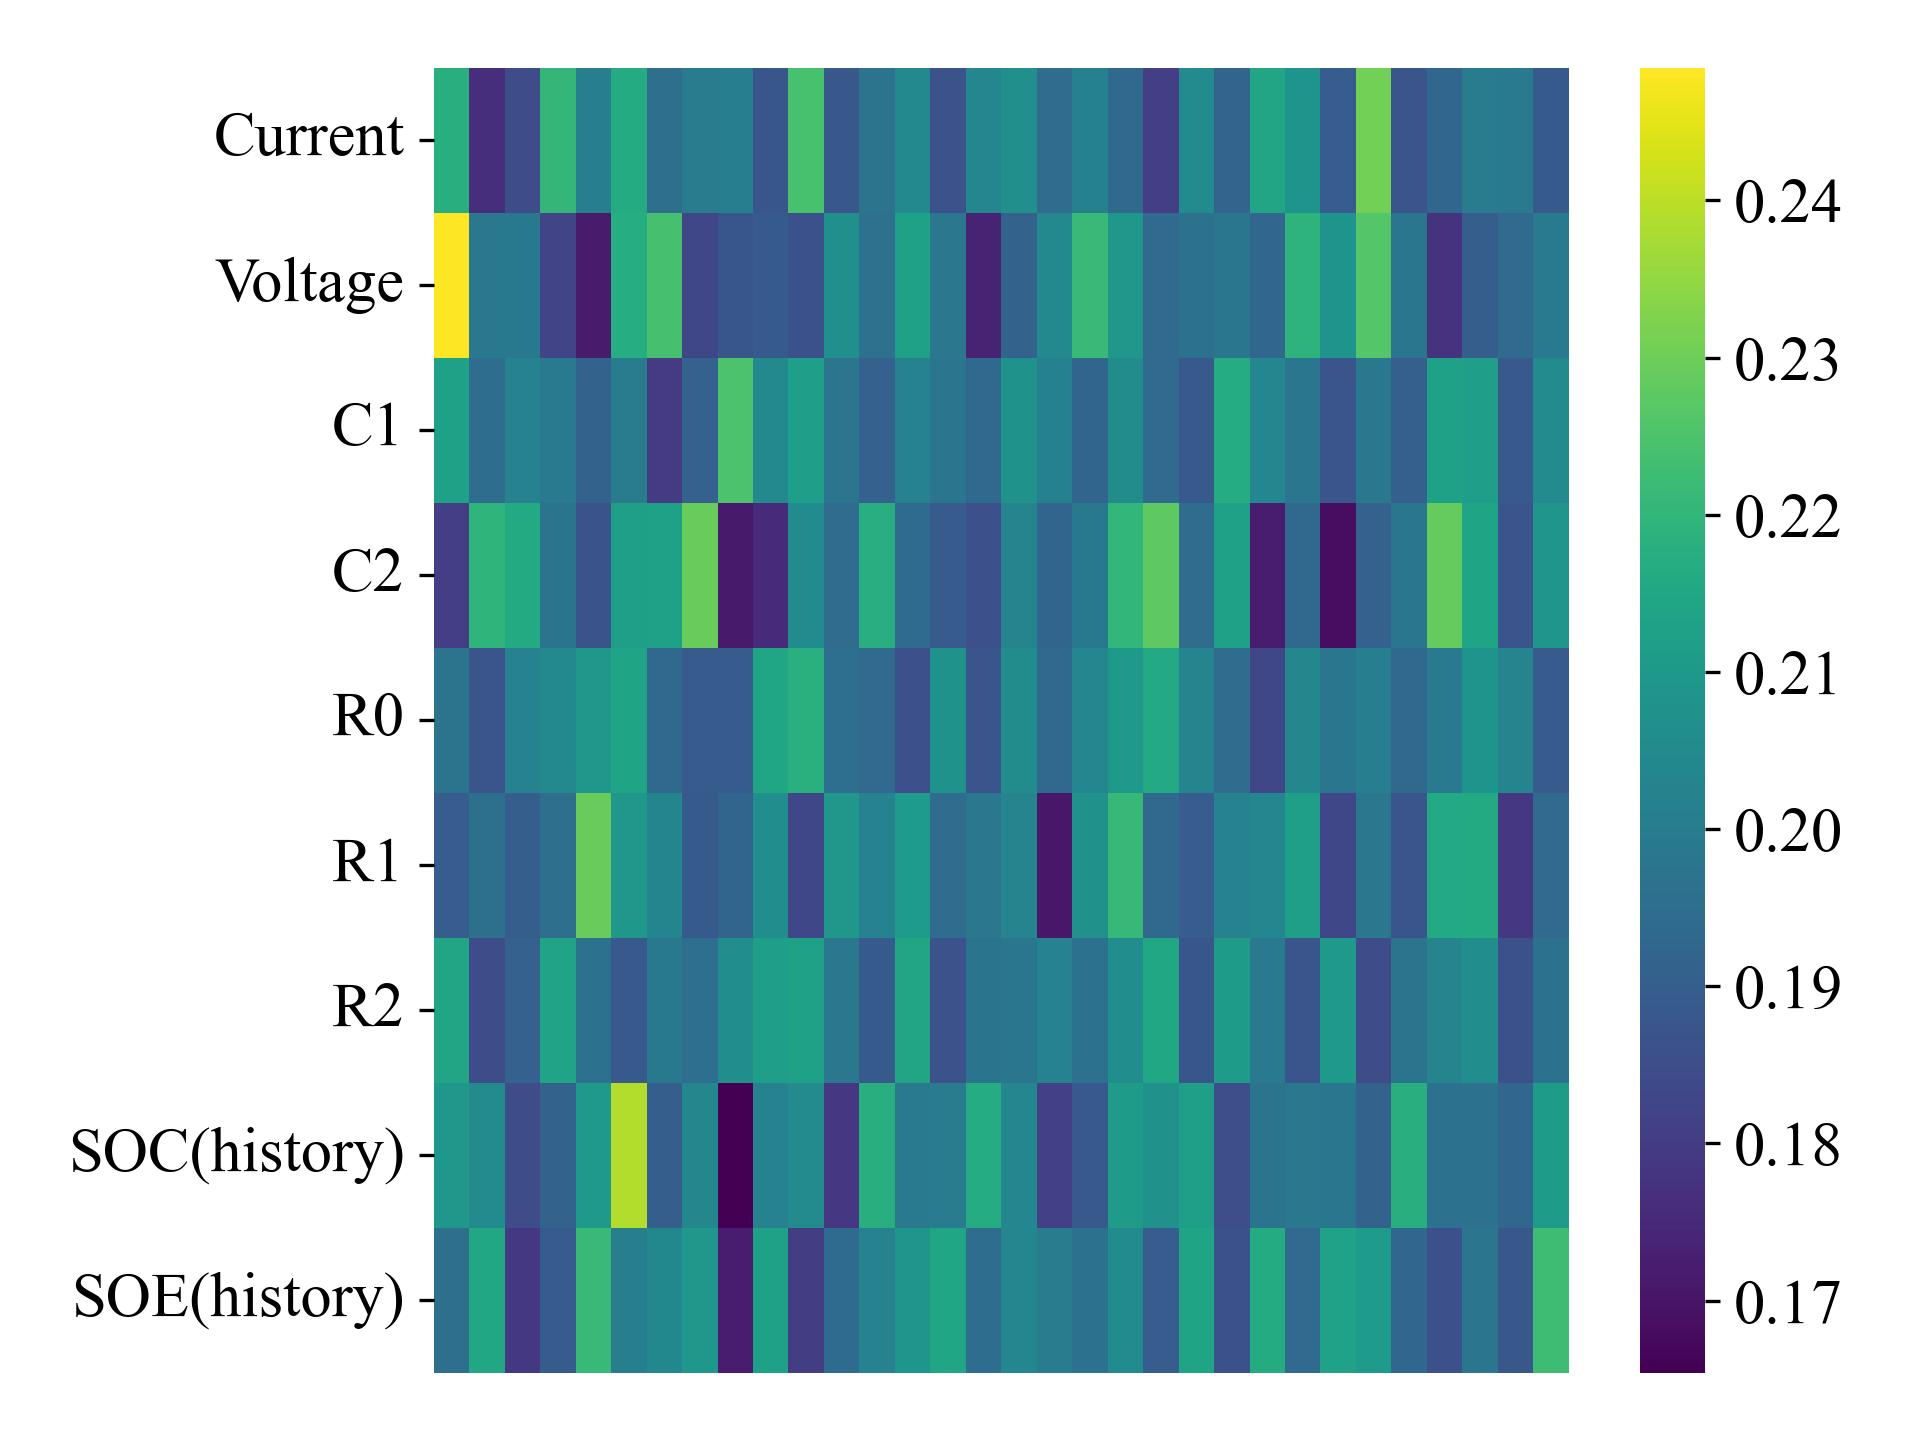 Current
Voltage
C1
C2
R0
R1
R2
SOC(history)
SOE(history)
0.24
0.23
0.22
0.21
0.20
0.19
0.18
0.17